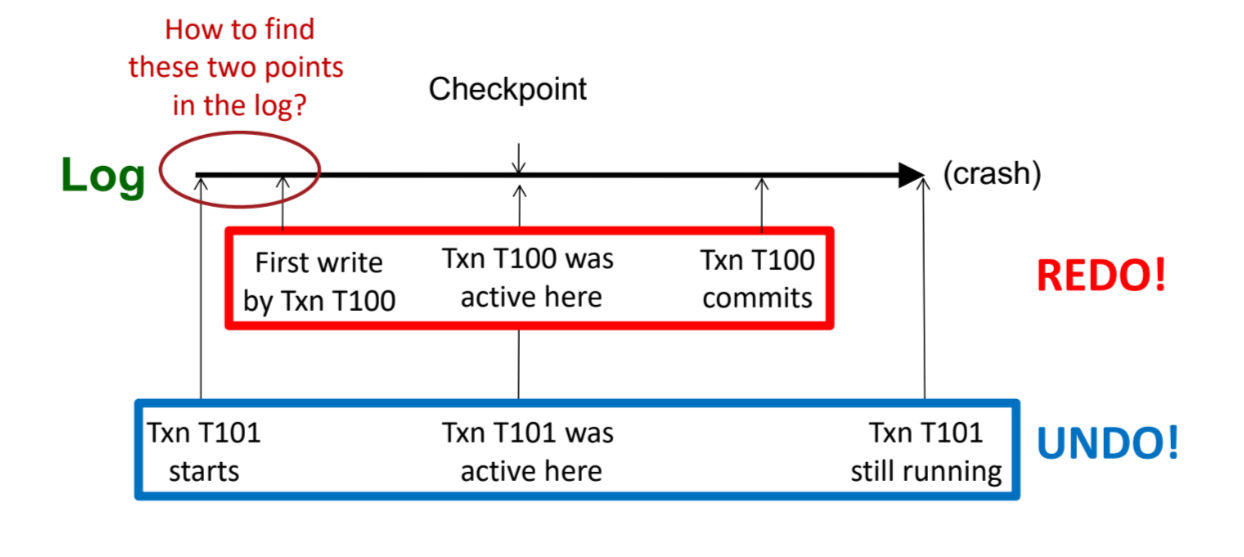 How to find
these two points
in the log?
Checkpoint
Log
(crash)
First write
by Txn T100
Txn T100 was
active here
Txn T100
commits
REDO!
Txn T101
starts
Txn T101 was
active here
Txn T101
still running
UNDO!